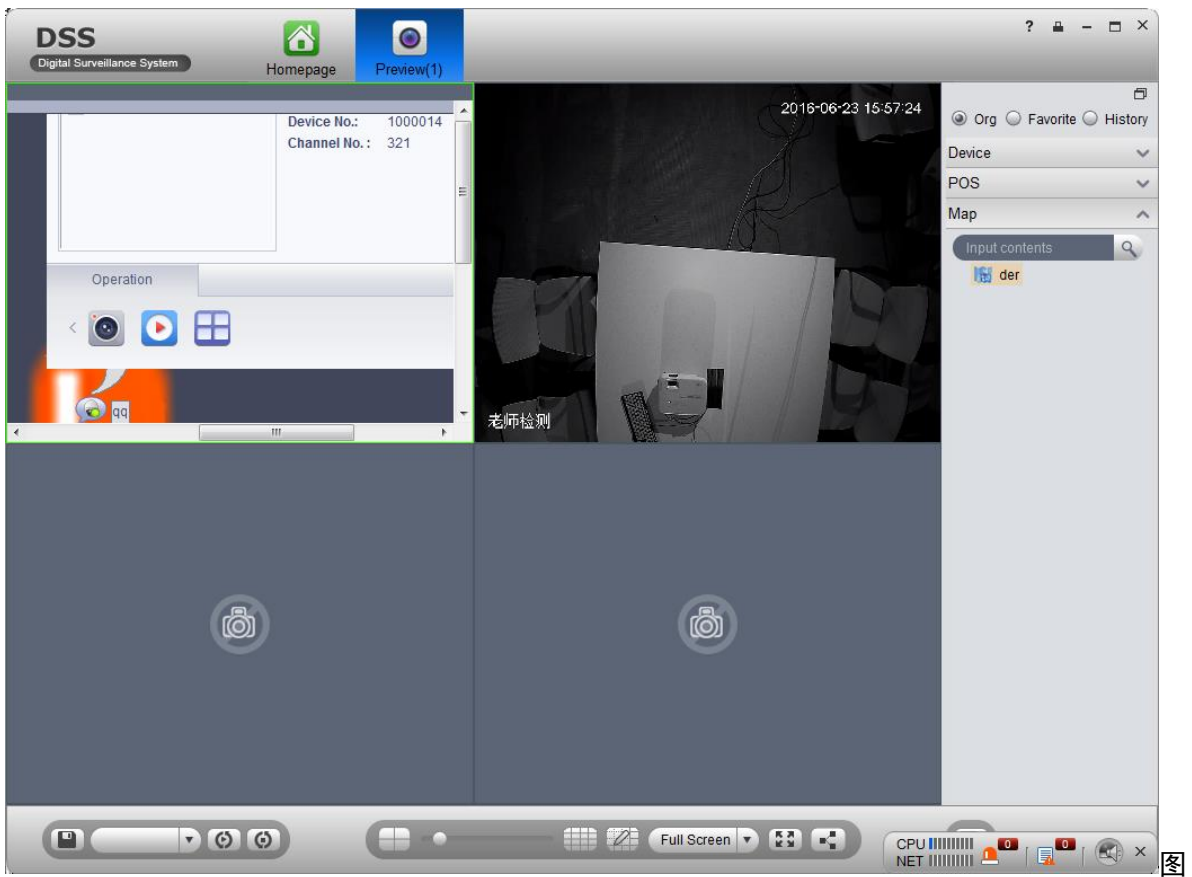 DSS
Digital Surveillance System
Homepage
Preview(1)
?
Device No.: 1000014
Channel No.: 321
Operation
qq
2016-06-23 15:57:24
老师检测
Org Favorite History
Device
POS
Map
Input contents
der
Full Screen
CPU
NET
0
0
图